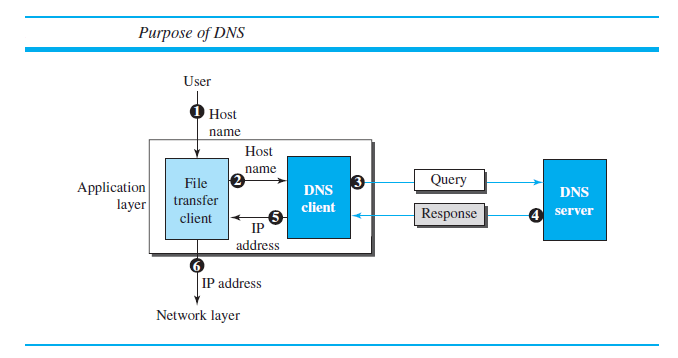 Purpose of DNS
User
1 Host
name
Host
name
2
3
Application
layer
File
transfer
client
DNS
client
Query
DNS
server
5
Response
4
IP
address
6
IP address
Network layer